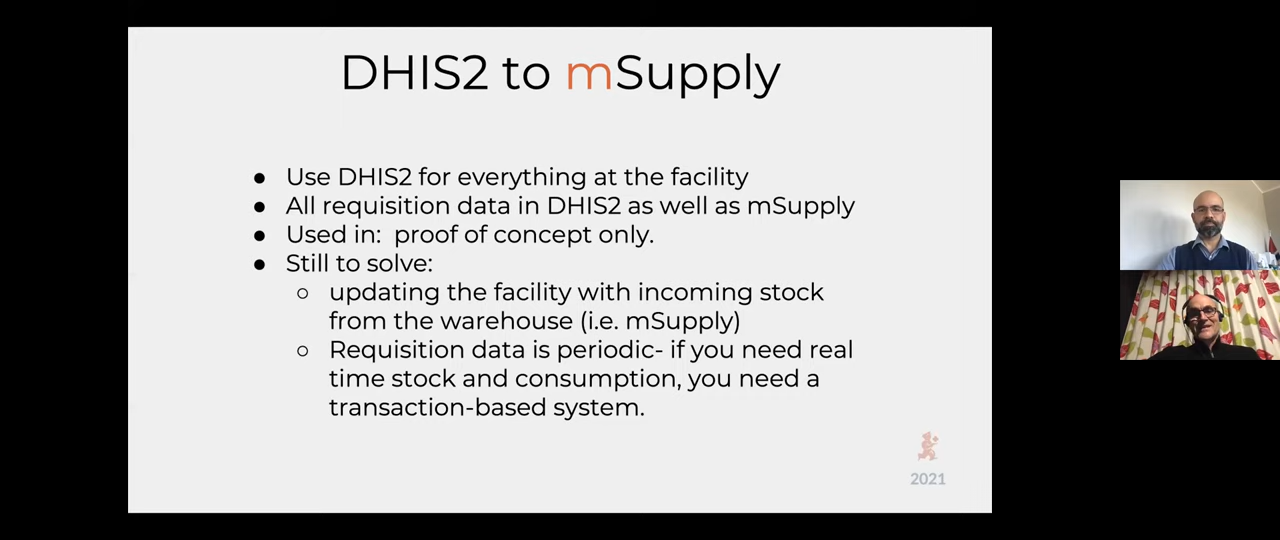 DHIS2 to mSupply
● Use DHIS2 for everything at the facility
● All requisition data in DHIS2 as well as mSupply
● Used in:  proof of concept only.
● Still to solve:
○ updating the facility with incoming stock
from the warehouse (i.e. mSupply)
○ Requisition data is periodic- if you need real
time stock and consumption, you need a
transaction-based system.
2021